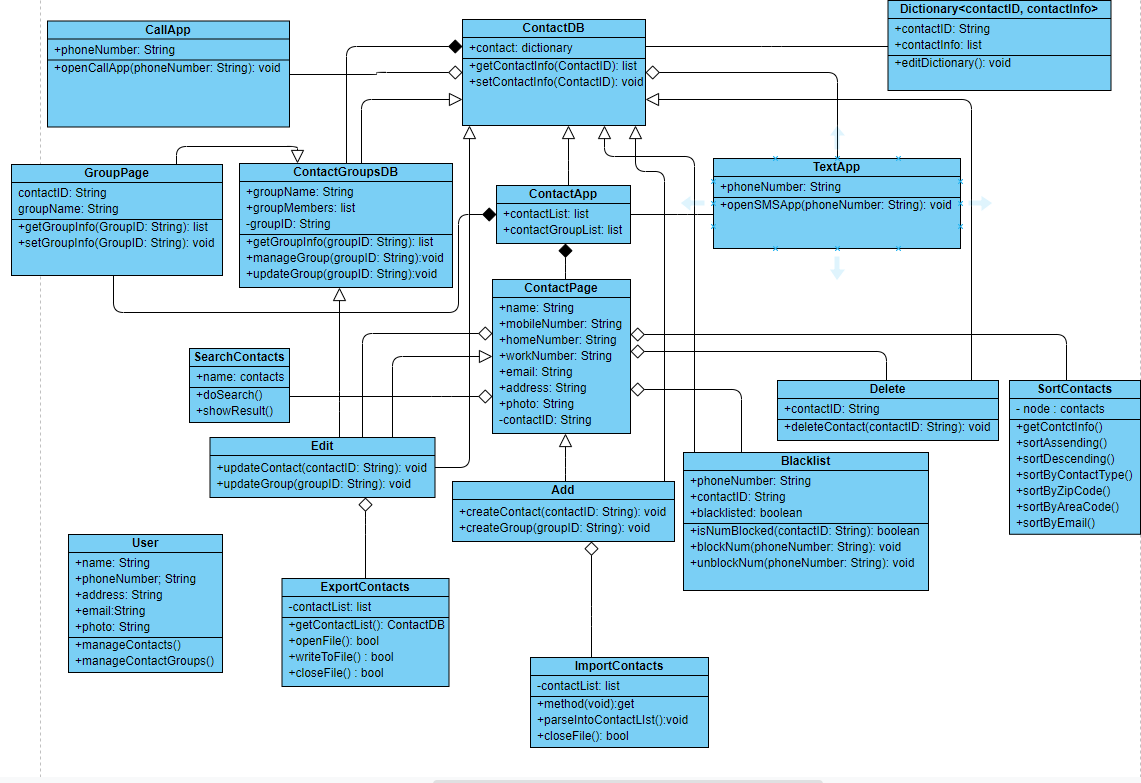 CallApp
+phoneNumber: String
+openCallApp(phoneNumber: String): void
ContactDB
+contact: dictionary
+getContactInfo(ContactID): list
+setContactInfo(ContactID): void
Dictionary<contactID, contactInfo>
+contactID: String
+contactInfo: list
+editDictionary(): void
GroupPage
contactID: String
groupName: String
+getGroupInfo(GroupID: String): list
+setGroupInfo(GroupID: String): void
ContactGroupsDB
+groupName: String
+groupMembers: list
-groupID: String
+getGroupInfo(groupID: String): list
+manageGroup(groupID: String):void
+updateGroup(groupID: String):void
ContactApp
+contactList: list
+contactGroupList: list
TextApp
+phoneNumber: String
+openSMSApp(phoneNumber: String): void
ContactPage
+name: String
+mobileNumber: String
+homeNumber: String
+workNumber: String
+email: String
+address: String
+photo: String
-contactID: String
SearchContacts
+name: contacts
+doSearch()
+showResult()
Delete
+contactID: String
+deleteContact(contactID: String): void
SortContacts
- node : contacts
+getContctInfo()
+sortAssending()
+sortDescending()
+sortByContactType()
+sortByZipCode()
+sortByAreaCode()
+sortByEmail()
Edit
+updateContact(contactID: String): void
+updateGroup(groupID: String): void
Add
+createContact(contactID: String): void
+createGroup(groupID: String): void
Blacklist
+phoneNumber: String
+contactID: String
+blacklisted: boolean
+isNumBlocked(contactID: String): boolean
+blockNum(phoneNumber: String): void
+unblockNum(phoneNumber: String): void
User
+name: String
+phoneNumber; String
+address: String
+email:String
+photo: String
+manageContacts()
+manageContactGroups()
ExportContacts
-contactList: list
+getContactList(): ContactDB
+openFile(): bool
+writeToFile() : bool
+closeFile() : bool
ImportContacts
-contactList: list
+method(void):get
+parseIntoContactLIst():void
+closeFile(): bool